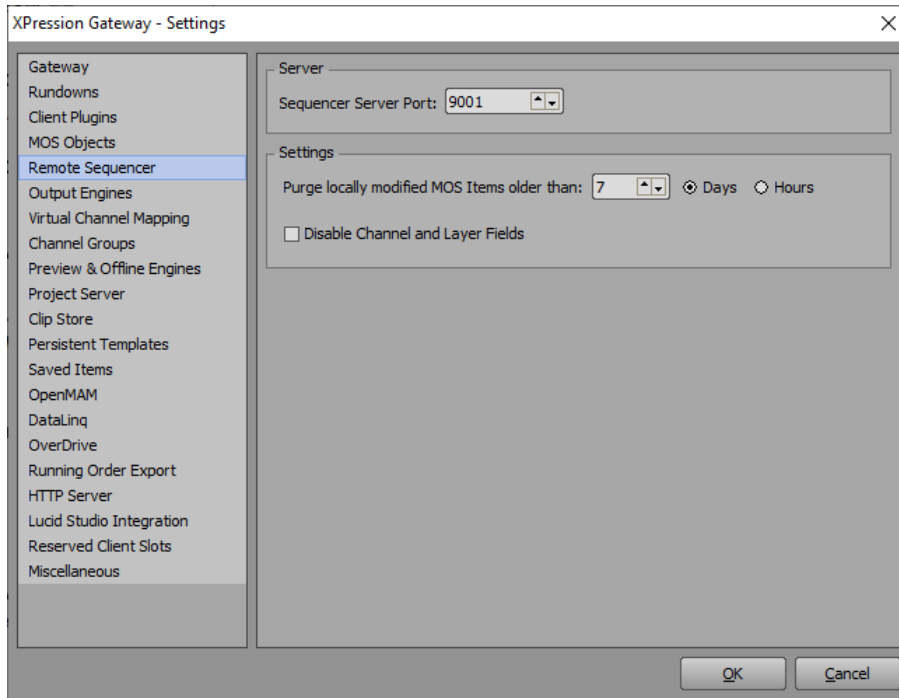 XPression Gateway - Settings
Gateway
Rundowns
Client Plugins
MOS Objects
Remote Sequencer
Output Engines
Virtual Channel Mapping
Channel Groups
Preview & Offline Engines
Project Server
Clip Store
Persistent Templates
Saved Items
OpenMAM
DataLinq
OverDrive
Running Order Export
HTTP Server
Lucid Studio Integration
Reserved Client Slots
Miscellaneous
Server
Sequencer Server Port: 9001
Settings
Purge locally modified MOS Items older than: 7 Days Hours
Disable Channel and Layer Fields
OK Cancel